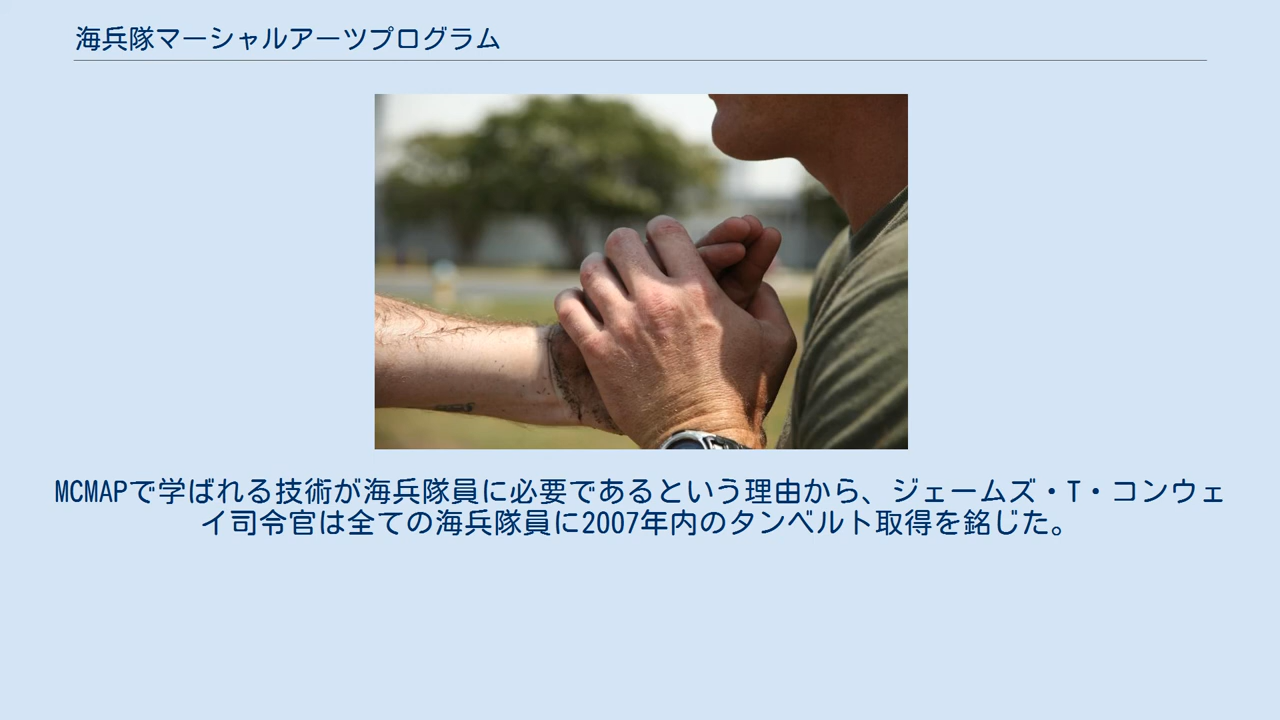 海兵隊マーシャルアーツプログラム
MCMAPで学ばれる技術が海兵隊員に必要であるという理由から、ジェームズ・T・コンウェ
イ司令官は全ての海兵隊員に2007年内のタンベルト取得を銘じた。